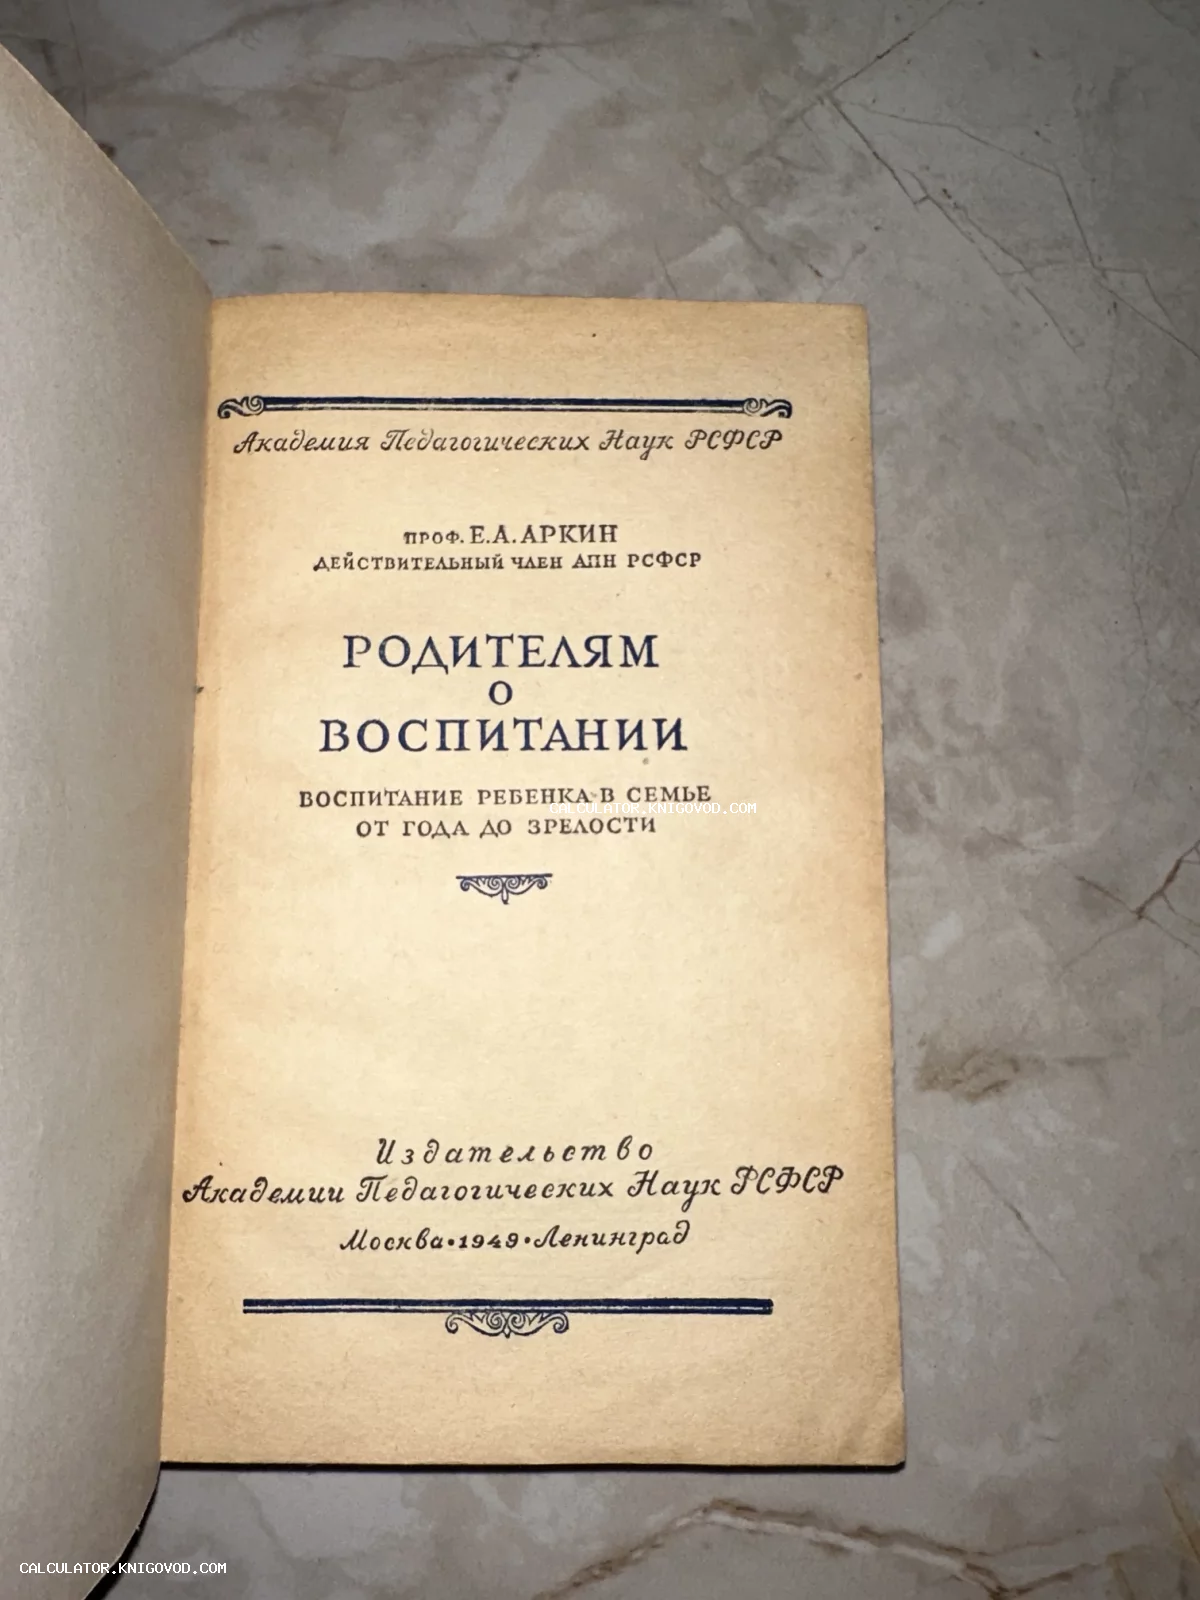 Академия Педагогических Наук РСФСР
ПРОФ. Е.А. АРКИН
ДЕЙСТВИТЕЛЬНЫЙ ЧЛЕН АПН РСФСР
РОДИТЕЛЯМ
О
ВОСПИТАНИИ
ВОСПИТАНИЕ РЕБЕНКА В СЕМЬЕ
CALCULATOR.KNIGOVOD.COM
ОТ ГОДА ДО ЗРЕЛОСТИ
Издательство
Академии Педагогических Наук РСФСР
Москва • 1949 • Ленинград
CALCULATOR.KNIGOVOD.COM